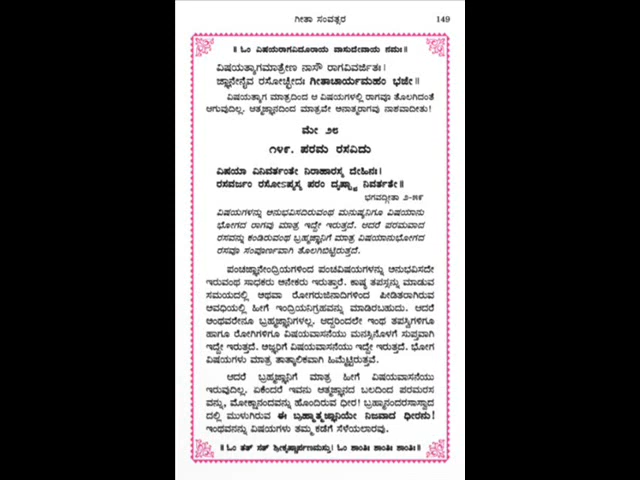 ಗೀತಾ ಸಂವತ್ಸರ 149
॥ ಓಂ ವಿಷಯರಾಗವಿದೂರಾಯ ವಾಸುದೇವಾಯ ನಮಃ॥
ವಿಷಯತ್ಯಾಗಮಾತ್ರೇಣ ನಾಸೌ ರಾಗವಿವರ್ಜಿತಃ।
ಜ್ಞಾನೇನೈವ ರಸೋಚ್ಛೇದಃ ಗೀತಾಚಾರ್ಯಮಹಂ ಭಜೇ॥
ವಿಷಯತ್ಯಾಗ ಮಾತ್ರದಿಂದ ಆ ವಿಷಯಗಳಲ್ಲಿ ರಾಗವೂ ತೊಲಗಿದಂತೆ
ಆಗುವುದಿಲ್ಲ. ಆತ್ಮಜ್ಞಾನದಿಂದ ಮಾತ್ರವೇ ಅನಾತ್ಮರಾಗವು ನಾಶವಾದೀತು!
ಮೇ ೨೮
೧೪೯. ಪರಮ ರಸವಿದು
ವಿಷಯಾ ವಿನಿವರ್ತಂತೇ ನಿರಾಹಾರಸ್ಯ ದೇಹಿನಃ।
ರಸವರ್ಜಂ ರಸೋಽಪ್ಯಸ್ಯ ಪರಂ ದೃಷ್ಟ್ವಾ ನಿವರ್ತತೇ॥
ಭಗವದ್ಗೀತಾ ೨-೫೯
ವಿಷಯಗಳನ್ನು ಅನುಭವಿಸದಿರುವಂಥ ಮನುಷ್ಯನಿಗೂ ವಿಷಯಾನು
ಭೋಗದ ರಾಗವು ಮಾತ್ರ ಇದ್ದೇ ಇರುತ್ತದೆ. ಆದರೆ ಪರಮವಾದ
ರಸವನ್ನು ಕಂಡಿರುವಂಥ ಬ್ರಹ್ಮಜ್ಞಾನಿಗೆ ಮಾತ್ರ ವಿಷಯಾನುಭೋಗದ
ರಸವೂ ಸಂಪೂರ್ಣವಾಗಿ ತೊಲಗಿಬಿಟ್ಟಿರುತ್ತದೆ.
ಪಂಚಜ್ಞಾನೇಂದ್ರಿಯಗಳಿಂದ ಪಂಚವಿಷಯಗಳನ್ನು ಅನುಭವಿಸದೇ
ಇರುವಂಥ ಸಾಧಕರು ಅನೇಕರು ಇರುತ್ತಾರೆ. ಕಾಷ್ಠ ತಪಸ್ಸನ್ನು ಮಾಡುವ
ಸಮಯದಲ್ಲಿ ಅಥವಾ ರೋಗರುಜಿನಾದಿಗಳಿಂದ ಪೀಡಿತರಾಗಿರುವ
ಅವಧಿಯಲ್ಲಿ ಹೀಗೆ ಇಂದ್ರಿಯನಿಗ್ರಹವನ್ನು ಮಾಡಿರಬಹುದು. ಆದರೆ
ಅಂಥವರೇನೂ ಬ್ರಹ್ಮಜ್ಞಾನಿಗಳಲ್ಲ. ಆದ್ದರಿಂದಲೇ ಇಂಥ ತಪಸ್ವಿಗಳಿಗೂ
ಹಾಗೂ ರೋಗಿಗಳಿಗೂ ವಿಷಯವಾಸನೆಯು ಮನಸ್ಸಿನೊಳಗೆ ಸುಪ್ತವಾಗಿ
ಇದ್ದೇ ಇರುತ್ತದೆ. ಅಜ್ಞರಿಗೆ ವಿಷಯವಾಸನೆಯು ಇದ್ದೇ ಇರುತ್ತದೆ. ಭೋಗ
ವಿಷಯಗಳು ಮಾತ್ರ ತಾತ್ಕಾಲಿಕವಾಗಿ ಹಿಮ್ಮೆಟ್ಟಿರುತ್ತವೆ.
ಆದರೆ ಬ್ರಹ್ಮಜ್ಞಾನಿಗೆ ಮಾತ್ರ ಹೀಗೆ ವಿಷಯವಾಸನೆಯು
ಇರುವುದಿಲ್ಲ. ಏಕೆಂದರೆ ಇವನು ಆತ್ಮಜ್ಞಾನದ ಬಲದಿಂದ ಪರಮರಸ
ವನ್ನು, ಮೋಕ್ಷಾನಂದವನ್ನು ಹೊಂದಿರುವ ಧೀರ! ಬ್ರಹ್ಮಾನಂದರಸಾಸ್ವಾದ
ದಲ್ಲಿ ಮುಳುಗಿರುವ ಈ ಬ್ರಹ್ಮಾತ್ಮಜ್ಞಾನಿಯೇ ನಿಜವಾದ ಧೀರನು!
ಇಂಥವನನ್ನು ವಿಷಯಗಳು ತಮ್ಮ ಕಡೆಗೆ ಸೆಳೆಯಲಾರವು.
॥ ಓಂ ತತ್ ಸತ್ ಶ್ರೀಕೃಷ್ಣಾರ್ಪಣಮಸ್ತು। ಓಂ ಶಾಂತಿಃ ಶಾಂತಿಃ ಶಾಂತಿಃ॥